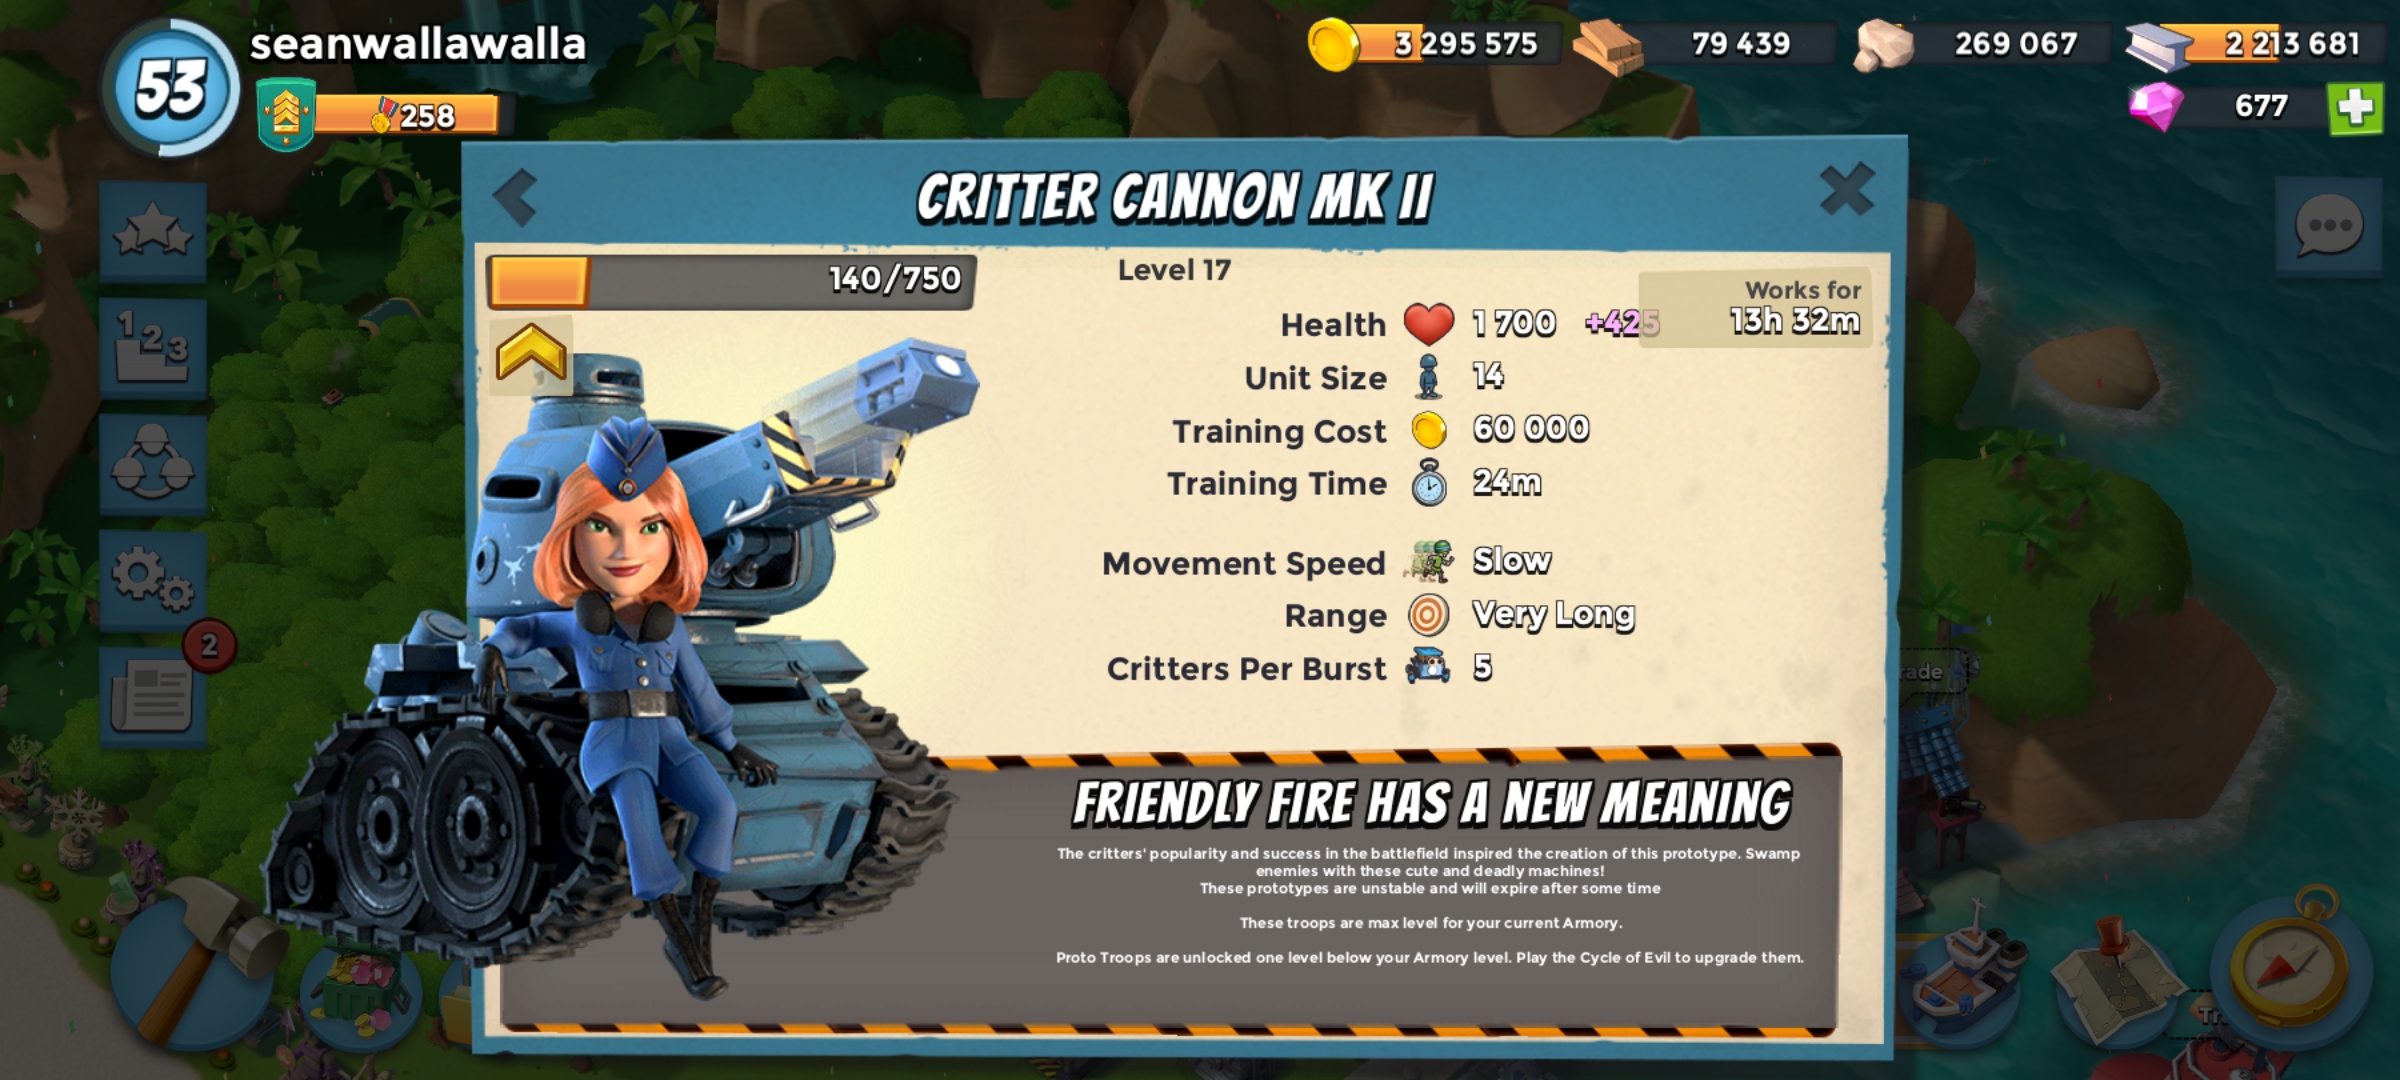 53
seanwallawalla
258
3 295 575
79 439
269 067
2 213 681
677
CRITTER CANNON MK II
140/750
Level 17
Works for
13h 32m
Health 1 700 +425
Unit Size 14
Training Cost 60 000
Training Time 24m
Movement Speed Slow
Range Very Long
Critters Per Burst 5
1 2 3
2
FRIENDLY FIRE HAS A NEW MEANING
The critters' popularity and success in the battlefield inspired the creation of this prototype. Swamp
enemies with these cute and deadly machines!
These prototypes are unstable and will expire after some time
These troops are max level for your current Armory.
Proto Troops are unlocked one level below your Armory level. Play the Cycle of Evil to upgrade them.